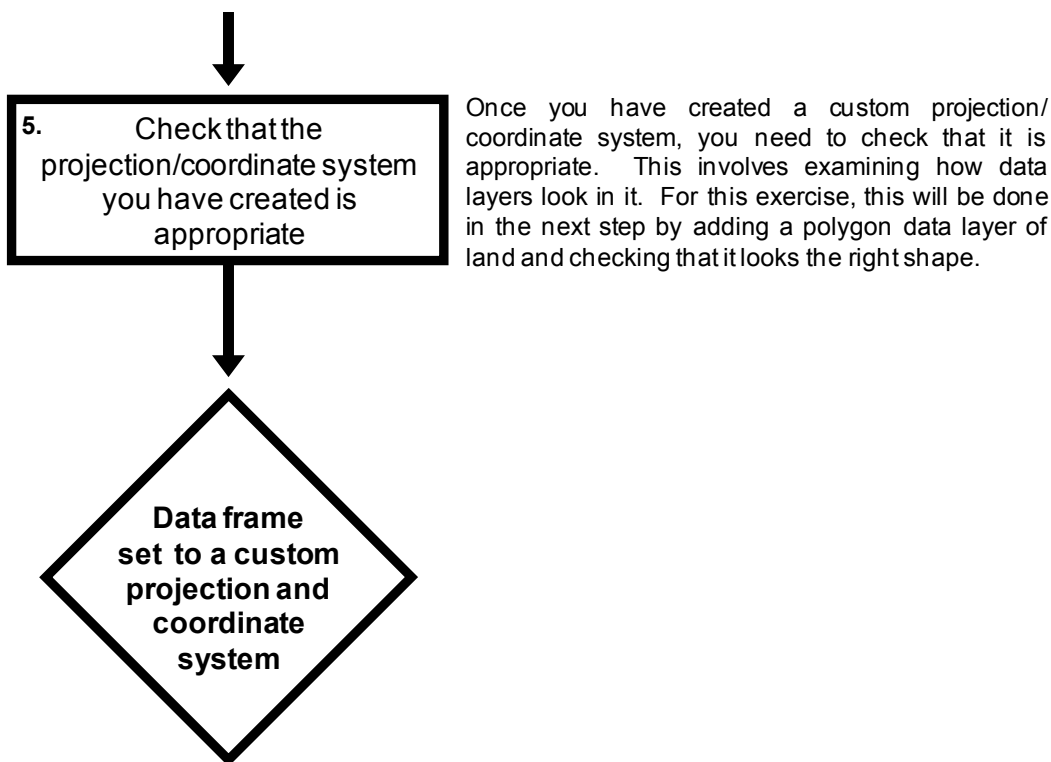 5. Check that the
projection/coordinate system
you have created is
appropriate
Once you have created a custom projection/
coordinate system, you need to check that it is
appropriate. This involves examining how data
layers look in it. For this exercise, this will be done
in the next step by adding a polygon data layer of
land and checking that it looks the right shape.
Data frame
set to a custom
projection and
coordinate
system